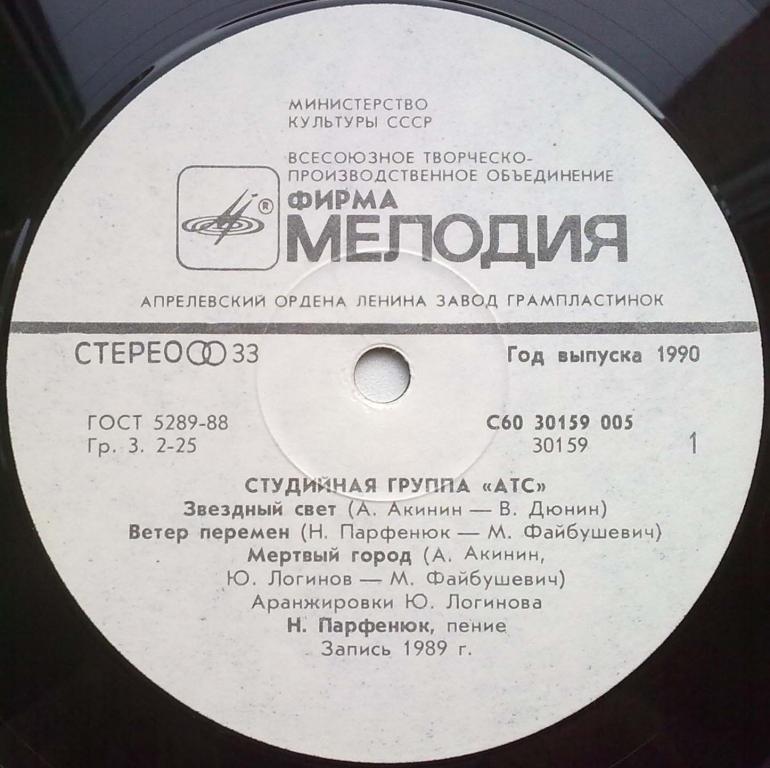 МИНИСТЕРСТВО
КУЛЬТУРЫ СССР
ВСЕСОЮЗНОЕ ТВОРЧЕСКО-
ПРОИЗВОДСТВЕННОЕ ОБЪЕДИНЕНИЕ
®
ФИРМА
МЕЛОДИЯ
АПРЕЛЕВСКИЙ ОРДЕНА ЛЕНИНА ЗАВОД ГРАМПЛАСТИНОК
СТЕРЕО 33 Год выпуска 1990
ГОСТ 5289-88 С60 30159 005
Гр. 3. 2-25 30159 1
СТУДИЙНАЯ ГРУППА «АТС»
Звездный свет (А. Акинин — В. Дюнин)
Ветер перемен (Н. Парфенюк — М. Файбушевич)
Мертвый город (А. Акинин,
Ю. Логинов — М. Файбушевич)
Аранжировки Ю. Логинова
Н. Парфенюк, пение
Запись 1989 г.